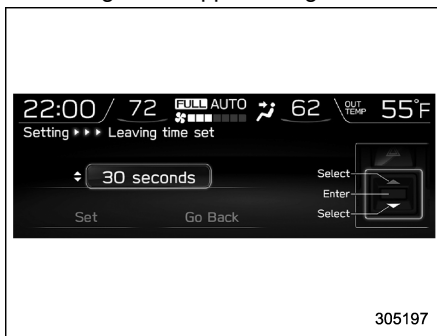 22:00 / 72 FULL AUTO 62 OUT TEMP 55°F
Setting ▸▸▸ Leaving time set
30 seconds
Select
Enter
Select
Set Go Back
305197